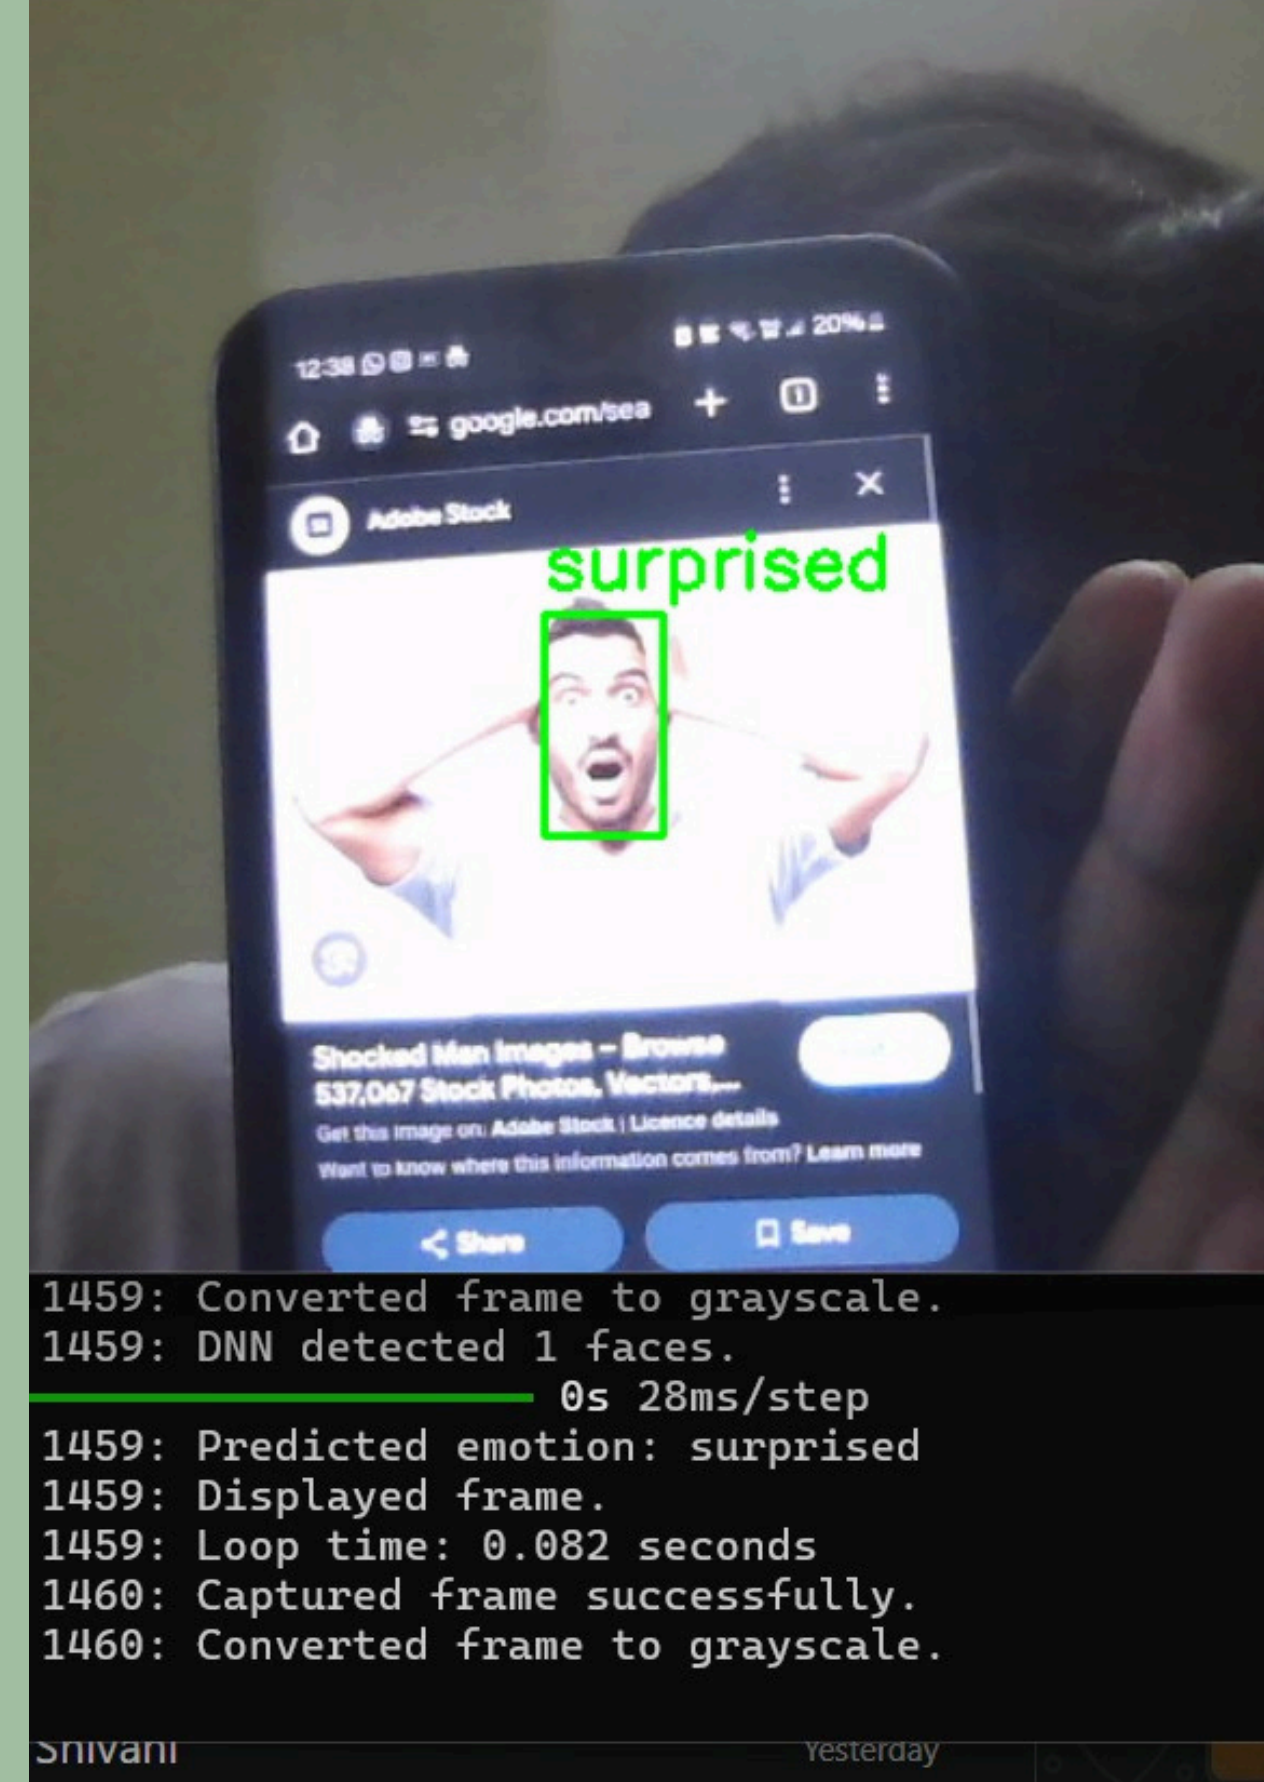 12:38
20%
google.com/sea
Adobe Stock
surprised
Shocked Man Images – Browse
537,067 Stock Photos, Vectors,...
Get this image on: Adobe Stock | Licence details
Want to know where this information comes from? Learn more
Share
Save
1459: Converted frame to grayscale.
1459: DNN detected 1 faces.
0s 28ms/step
1459: Predicted emotion: surprised
1459: Displayed frame.
1459: Loop time: 0.082 seconds
1460: Captured frame successfully.
1460: Converted frame to grayscale.
Shivani
Yesterday